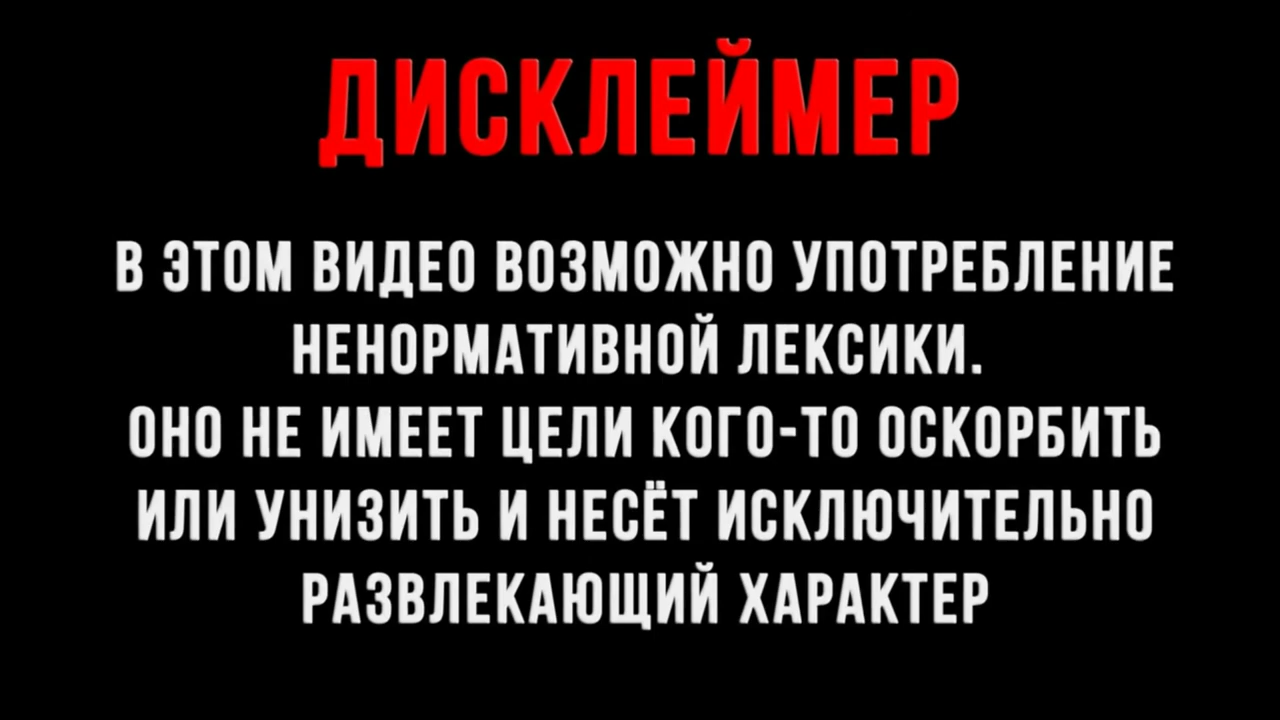 ДИСКЛЕЙМЕР
В ЭТОМ ВИДЕО ВОЗМОЖНО УПОТРЕБЛЕНИЕ
НЕНОРМАТИВНОЙ ЛЕКСИКИ.
ОНО НЕ ИМЕЕТ ЦЕЛИ КОГО-ТО ОСКОРБИТЬ
ИЛИ УНИЗИТЬ И НЕСЁТ ИСКЛЮЧИТЕЛЬНО
РАЗВЛЕКАЮЩИЙ ХАРАКТЕР